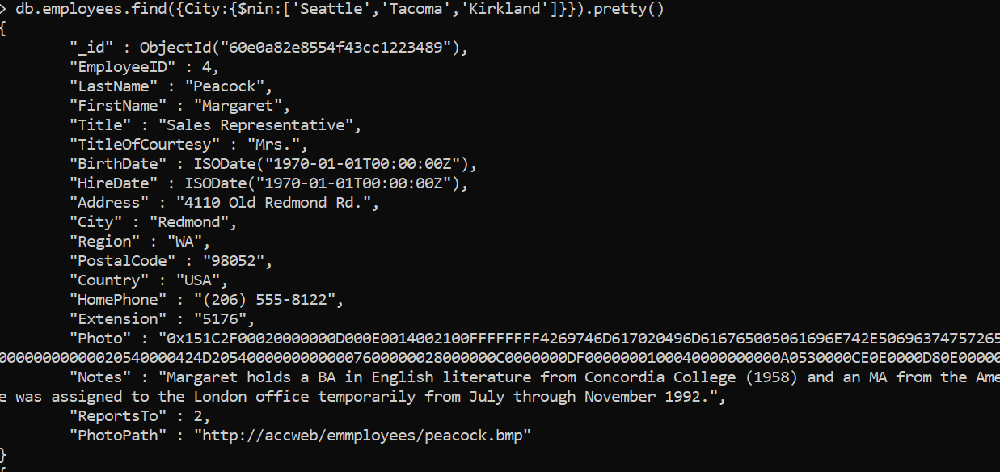 > db.employees.find({City:{$nin:['Seattle','Tacoma','Kirkland']}}).pretty()
{
"_id" : ObjectId("60e0a82e8554f43cc1223489"),
"EmployeeID" : 4,
"LastName" : "Peacock",
"FirstName" : "Margaret",
"Title" : "Sales Representative",
"TitleOfCourtesy" : "Mrs.",
"BirthDate" : ISODate("1970-01-01T00:00:00Z"),
"HireDate" : ISODate("1970-01-01T00:00:00Z"),
"Address" : "4110 Old Redmond Rd.",
"City" : "Redmond",
"Region" : "WA",
"PostalCode" : "98052",
"Country" : "USA",
"HomePhone" : "(206) 555-8122",
"Extension" : "5176",
"Photo" : "0x151C2F00020000000D000E0014002100FFFFFFFF4269746D617020496D616765005061696E742E50696374757265
000000000000020540000424D20540000000000007600000028000000C0000000DF0000000100040000000000A0530000CE0E0000D80E00000
"Notes" : "Margaret holds a BA in English literature from Concordia College (1958) and an MA from the Ame
e was assigned to the London office temporarily from July through November 1992.",
"ReportsTo" : 2,
"PhotoPath" : "http://accweb/emmployees/peacock.bmp"
}
{